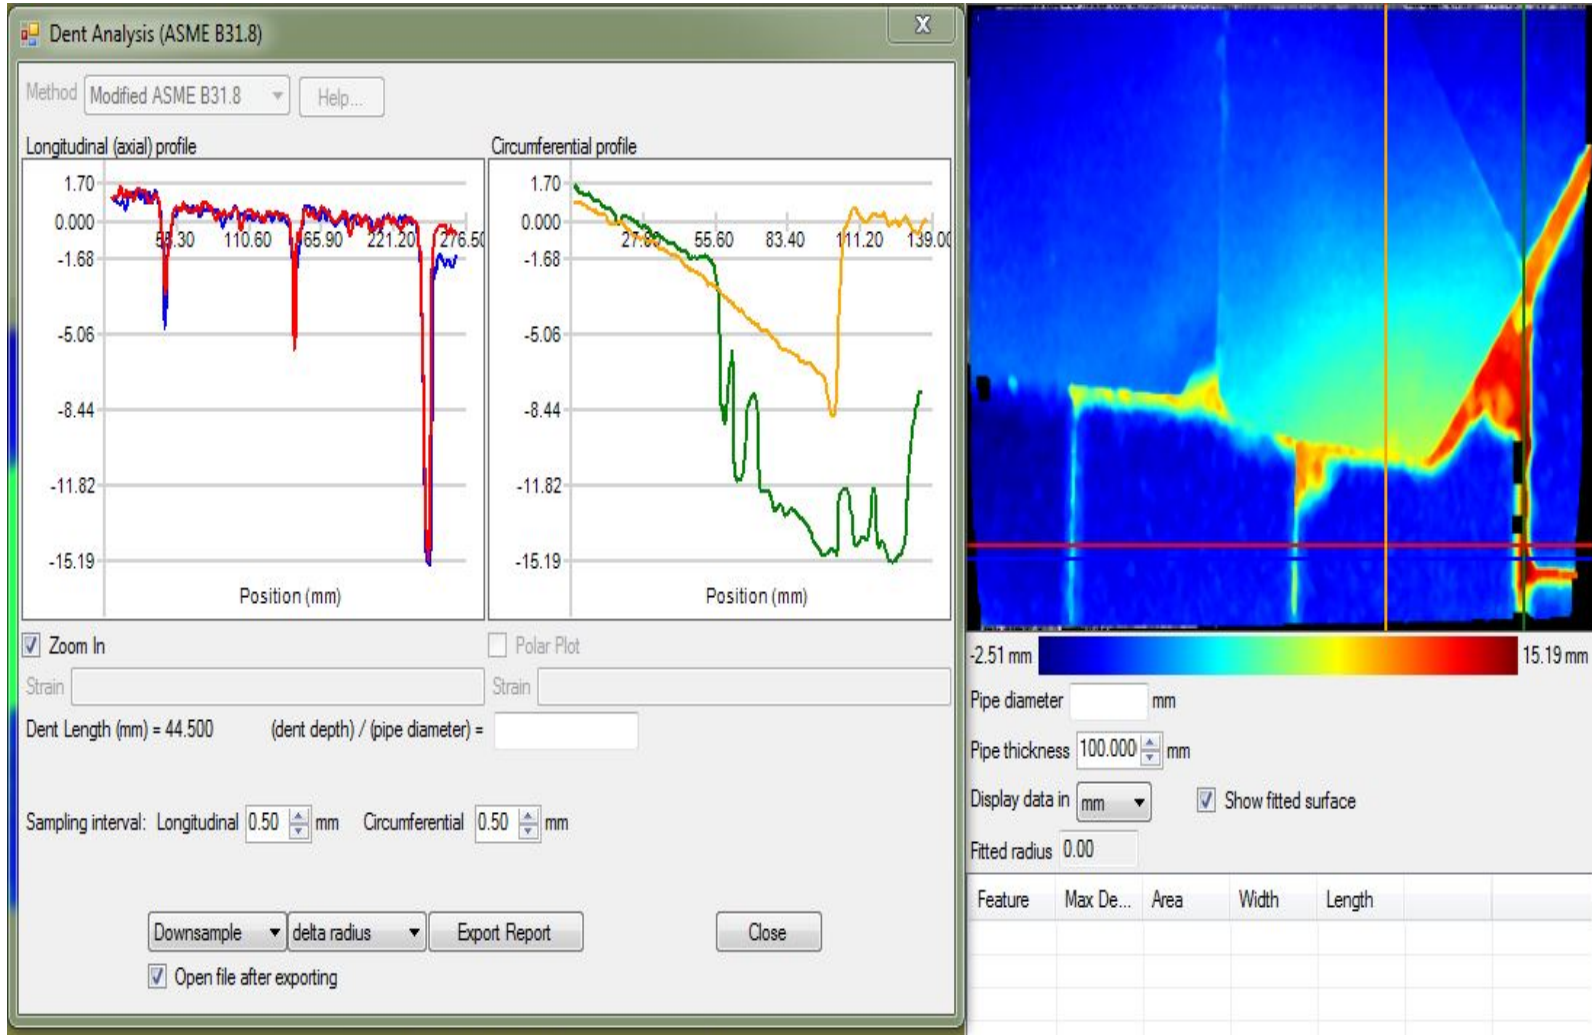 Dent Analysis (ASME B31.8)
X
Method Modified ASME B31.8 Help...
Longitudinal (axial) profile
Circumferential profile
1.70
0.000
-1.68
-5.06
-8.44
-11.82
-15.19
110.60
221.20
276.50
Position (mm)
1.70
0.000
-1.68
-5.06
-8.44
-11.82
-15.19
55.60
83.40
111.20
139.00
Position (mm)
Zoom In
Polar Plot
Strain
Strain
Dent Length (mm) = 44.500 (dent depth) / (pipe diameter) =
Sampling interval: Longitudinal 0.50 mm Circumferential 0.50 mm
Downsample delta radius Export Report Close
Open file after exporting
-2.51 mm 15.19 mm
Pipe diameter mm
Pipe thickness 100.000 mm
Display data in mm Show fitted surface
Fitted radius 0.00
Feature Max De... Area Width Length